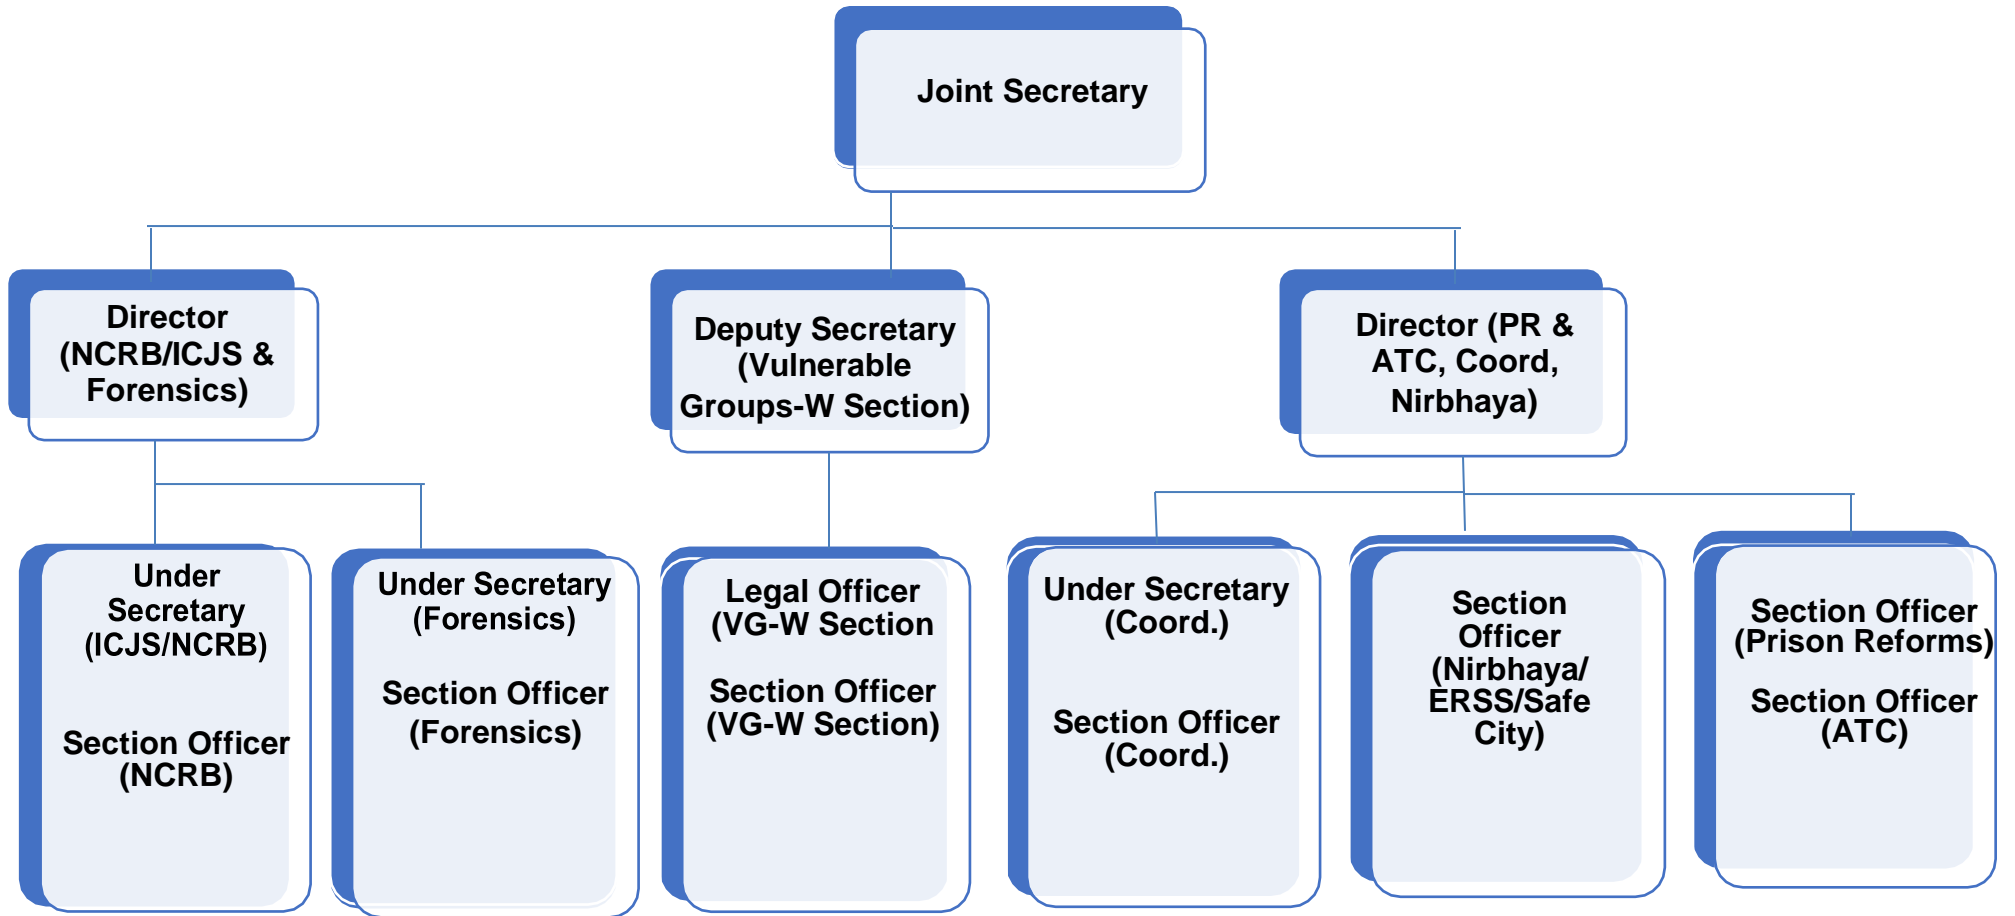 Joint Secretary
Director
(NCRB/ICJS &
Forensics)
Deputy Secretary
(Vulnerable
Groups-W Section)
Director (PR &
ATC, Coord,
Nirbhaya)
Under
Secretary
(ICJS/NCRB)
Section Officer
(NCRB)
Under Secretary
(Forensics)
Section Officer
(Forensics)
Legal Officer
(VG-W Section
Section Officer
(VG-W Section)
Under Secretary
(Coord.)
Section Officer
(Coord.)
Section
Officer
(Nirbhaya/
ERSS/Safe
City)
Section Officer
(Prison Reforms)
Section Officer
(ATC)